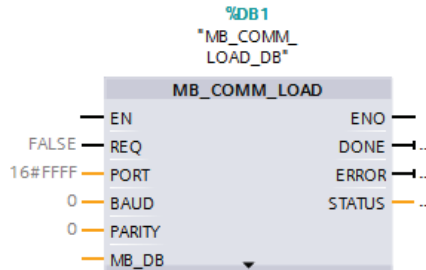 %DB1
"MB_COMM_
LOAD_DB"
MB_COMM_LOAD
EN ENO
FALSE REQ DONE ...
16#FFFF PORT ERROR ...
0 BAUD STATUS ...
0 PARITY
MB_DB